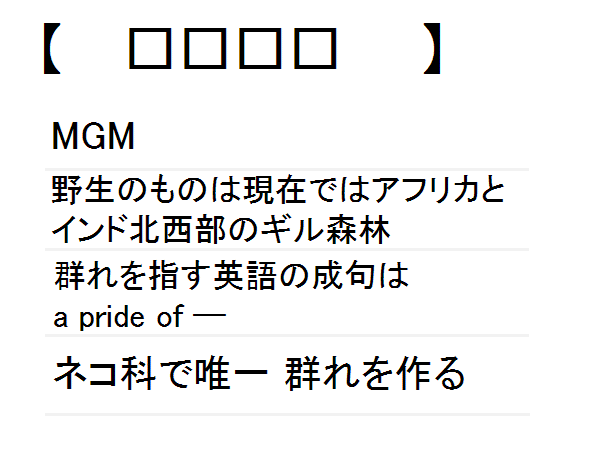 【 □□□□ 】
MGM
野生のものは現在ではアフリカと
インド北西部のギル森林
群れを指す英語の成句は
a pride of ―
ネコ科で唯一 群れを作る